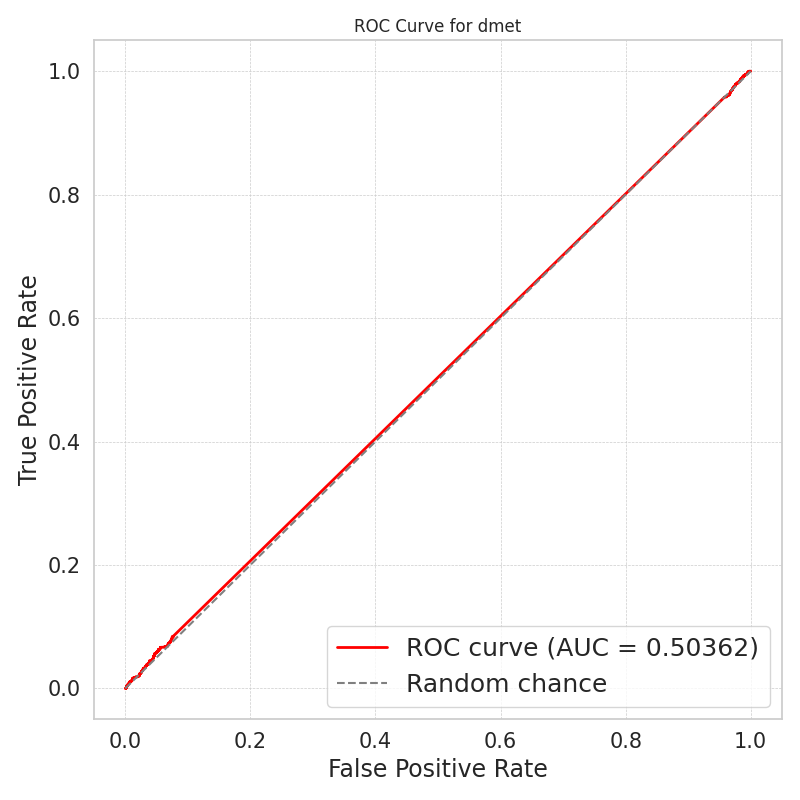 ROC Curve for dmet
1.0
0.8
0.6
0.4
0.2
0.0
True Positive Rate
ROC curve (AUC = 0.50362)
Random chance
0.0 0.2 0.4 0.6 0.8 1.0
False Positive Rate